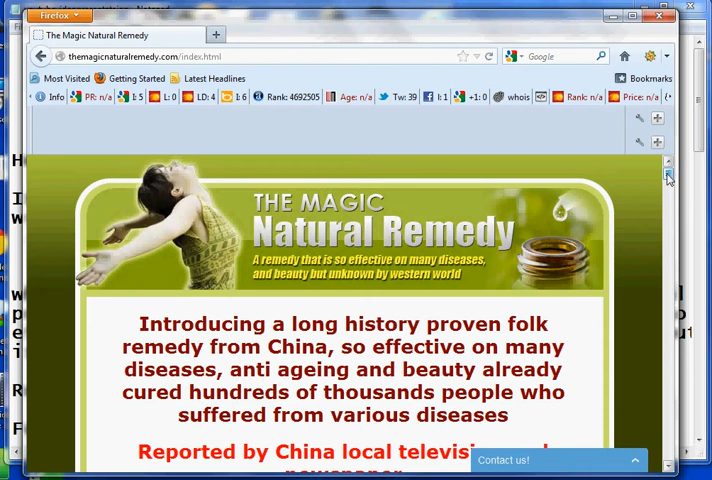 Firefox
The Magic Natural Remedy
themagicnaturalremedy.com/index.html
Google
Most Visited
Getting Started
Latest Headlines
Bookmarks
Info
PR: n/a
I: 5
L: 0
LD: 4
I: 6
Rank: 4692505
Age: n/a
Tw: 39
I: 1
+1: 0
whois
Rank: n/a
Price: n/a
THE MAGIC
Natural Remedy
A remedy that is so effective on many diseases,
and beauty but unknown by western world
Introducing a long history proven folk
remedy from China, so effective on many
diseases, anti ageing and beauty already
cured hundreds of thousands people who
suffered from various diseases
Reported by China local
Contact us!